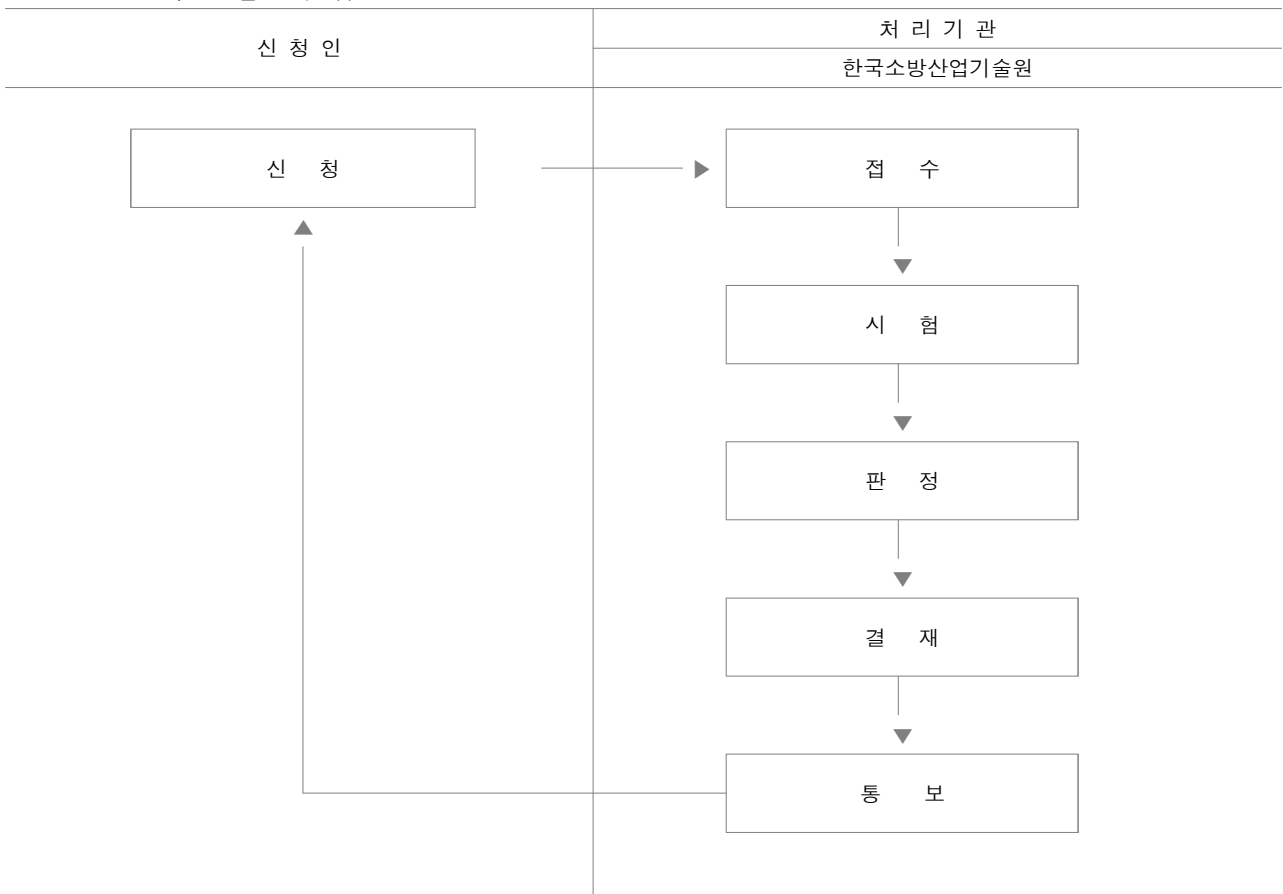 신 청 인
처 리 기 관
한국소방산업기술원
신 청
접 수
시 험
판 정
결 재
통 보